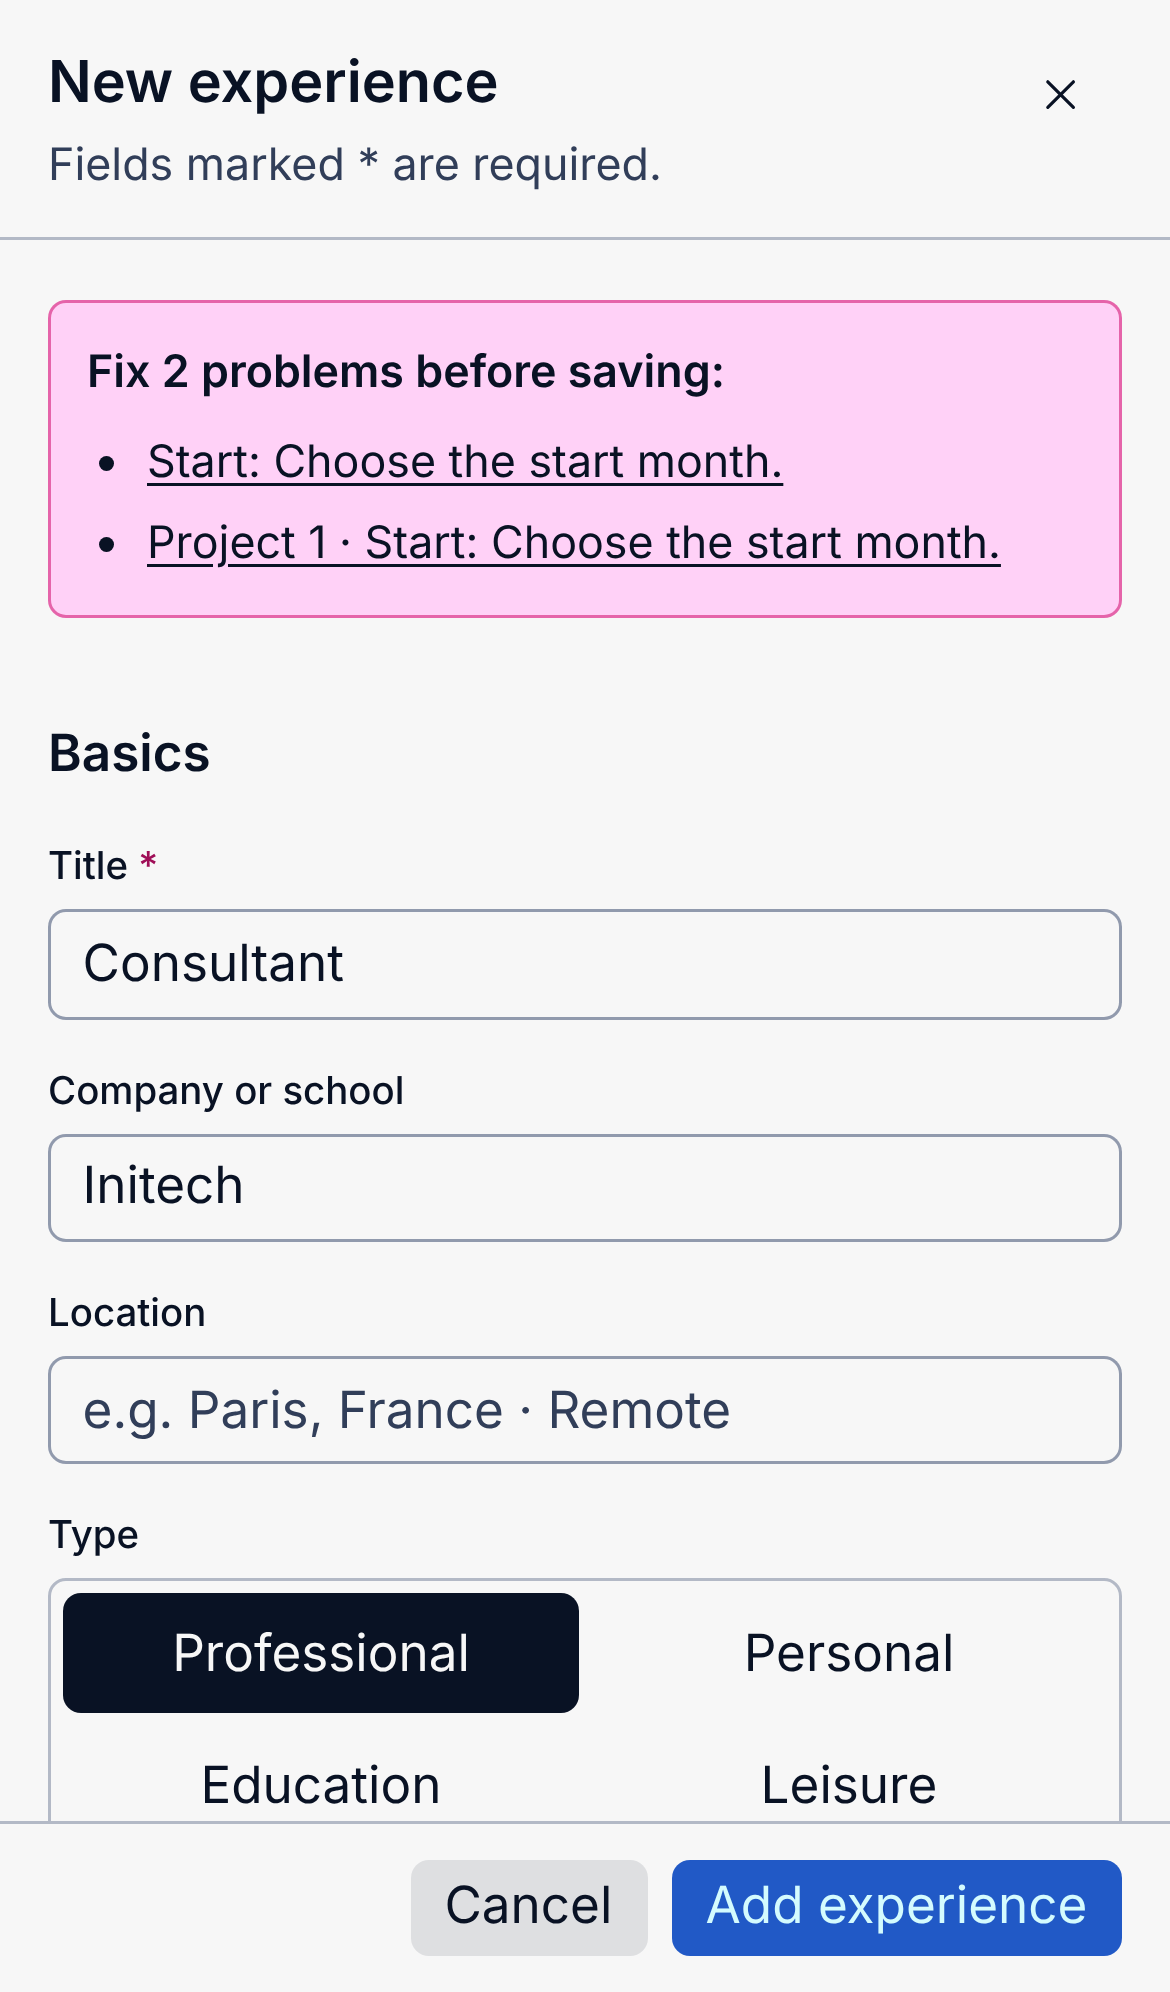 New experience
Fields marked * are required.
Fix 2 problems before saving:
• Start: Choose the start month.
• Project 1 · Start: Choose the start month.
Basics
Title *
Consultant
Company or school
Initech
Location
e.g. Paris, France · Remote
Type
Professional Personal
Education Leisure
Cancel Add experience